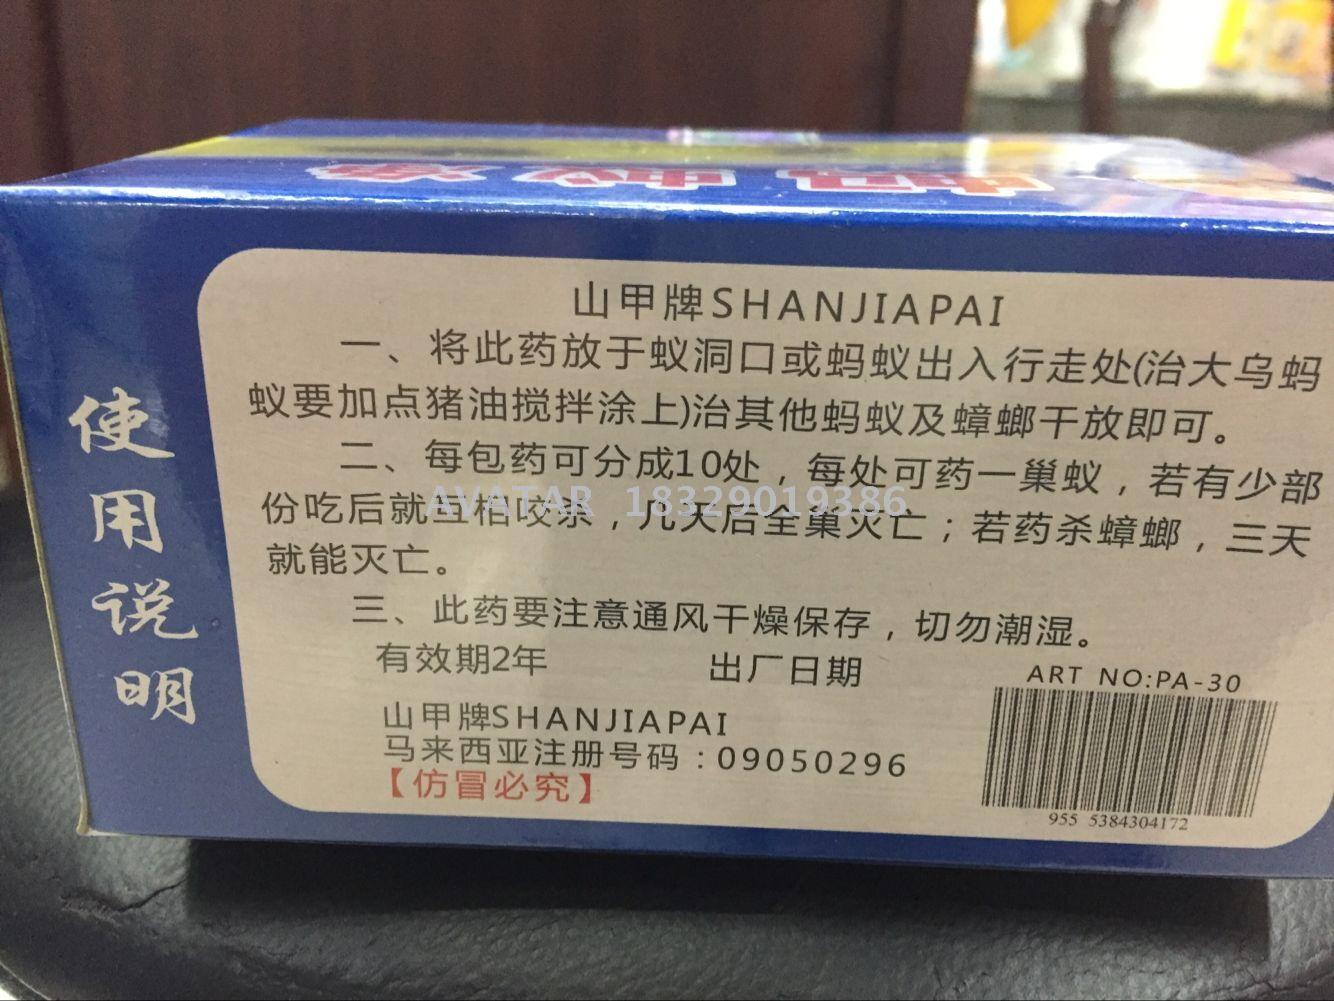 使用说明
山甲牌SHANJIAPAI
一、将此药放于蚁洞口或蚂蚁出入行走处(治大乌蚂
蚁要加点猪油搅拌涂上)治其他蚂蚁及蟑螂干放即可。
二、每包药可分成10处，每处可药一巢蚁，若有少部
份吃后就互相咬杀，几天后全巢灭亡；若药杀蟑螂，三天
就能灭亡。
AVATAR 18329019386
三、此药要注意通风干燥保存，切勿潮湿。
有效期2年 出厂日期
ART NO:PA-30
山甲牌SHANJIAPAI
马来西亚注册号码：09050296
【仿冒必究】
955 5384304172